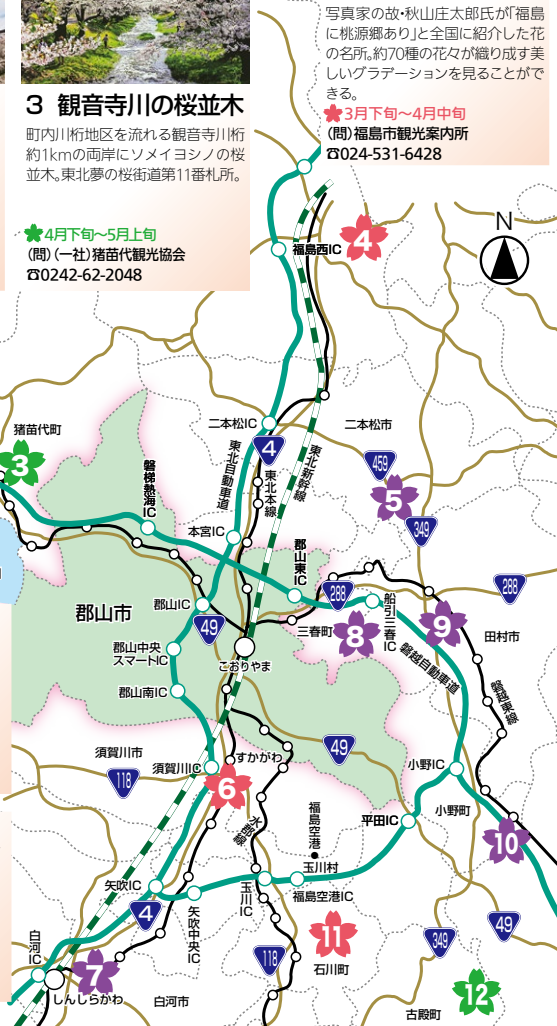 3 観音寺川の桜並木
町内川桁地区を流れる観音寺川桁
約1kmの両岸にソメイヨシノの桜
並木。東北夢の桜街道第11番札所。
4月下旬〜5月上旬
(問)(一社)猪苗代観光協会
☎0242-62-2048
写真家の故・秋山庄太郎氏が「福島
に桃源郷あり」と全国に紹介した花
の名所。約70種の花々が織り成す美
しいグラデーションを見ることがで
きる。
3月下旬〜4月中旬
(問)福島市観光案内所
☎024-531-6428
N
福島西IC
4
二本松IC
二本松市
猪苗代町
3
4
東北自動車道
東北本線
東北新幹線
459
5
349
磐梯熱海IC
本宮IC
郡山東IC
288
288
船引三春IC
郡山市
郡山IC
49
三春町
8
9
田村市
郡山中央
スマートIC
こおりやま
磐越自動車道
磐越東線
郡山南IC
須賀川市
118
須賀川IC
すかがわ
6
49
小野IC
小野町
水郡線
福島空港
平田IC
10
矢吹IC
4
矢吹中央IC
玉川IC
玉川村
福島空港IC
白河IC
7
しんしらかわ
白河市
118
11
石川町
349
49
12
古殿町